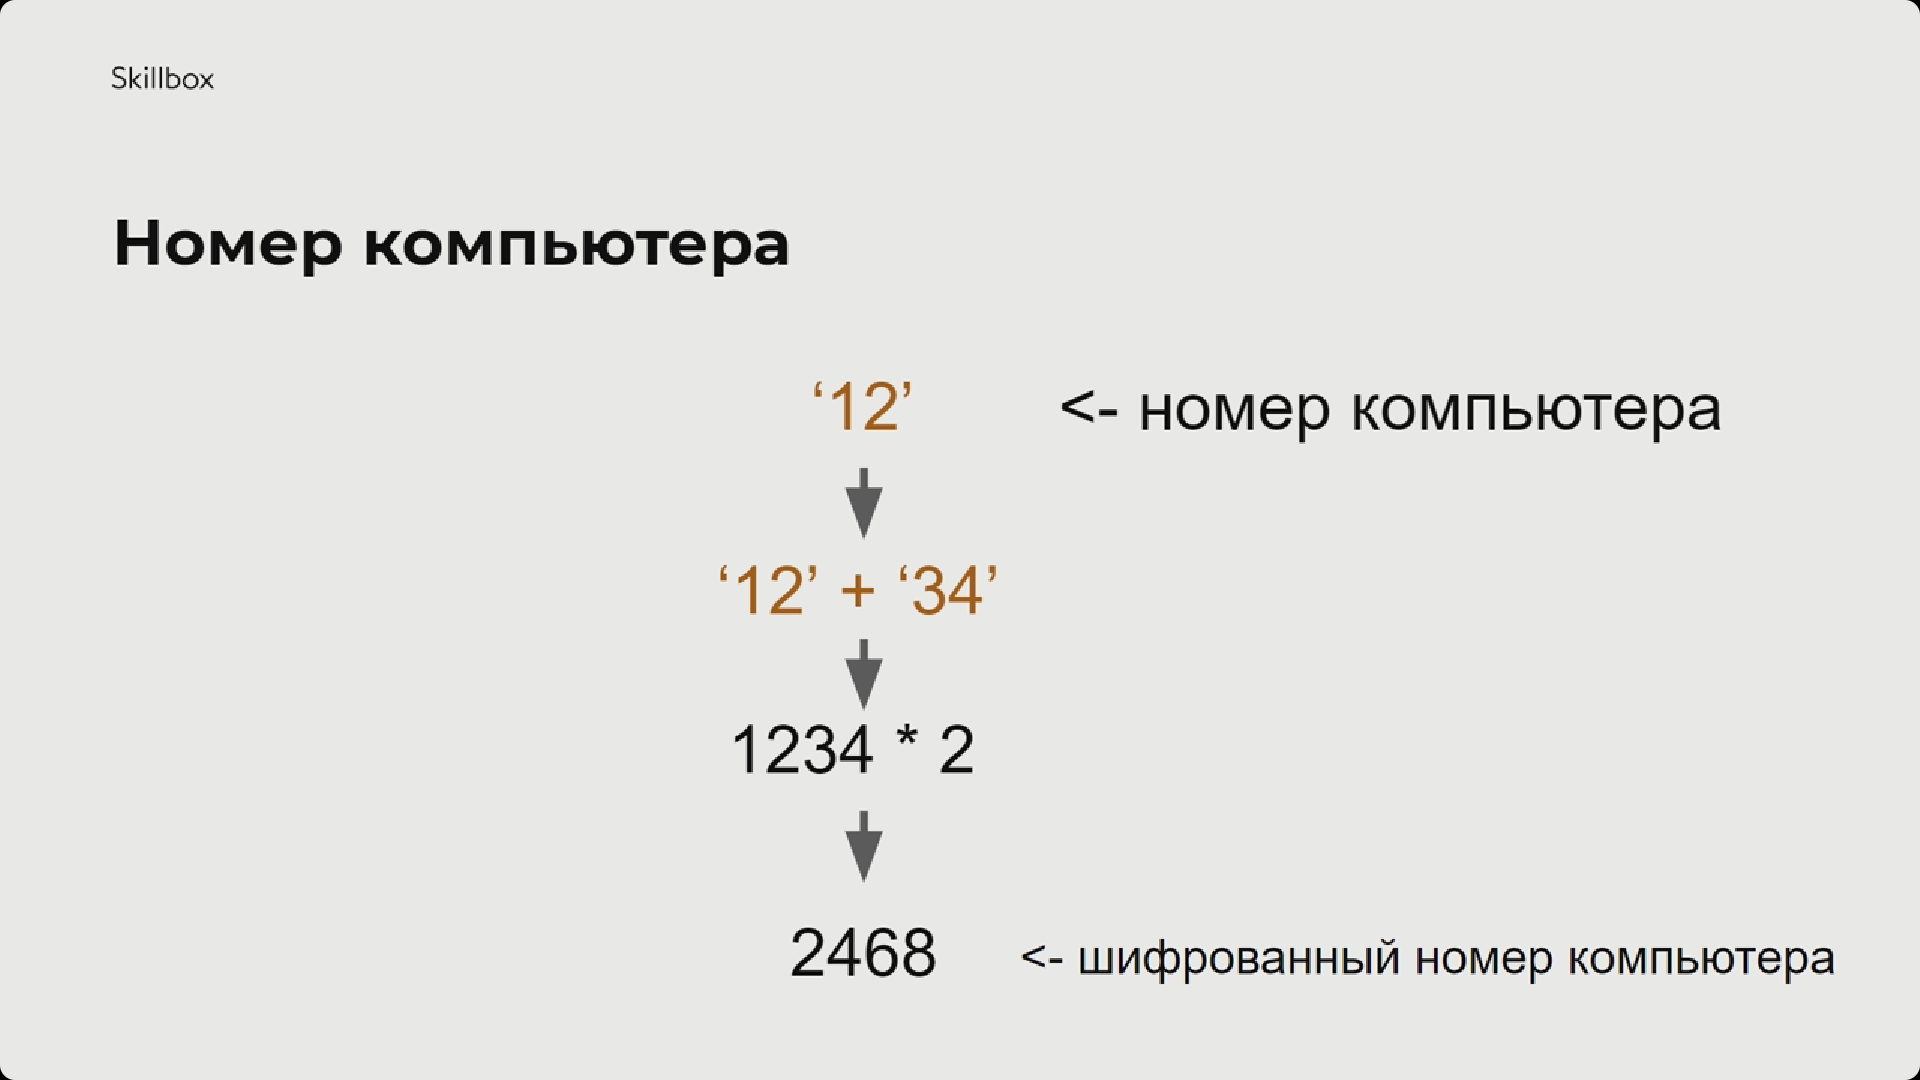 Skillbox
Номер компьютера
‘12’ <- номер компьютера
‘12’ + ‘34’
1234 * 2
2468 <- шифрованный номер компьютера